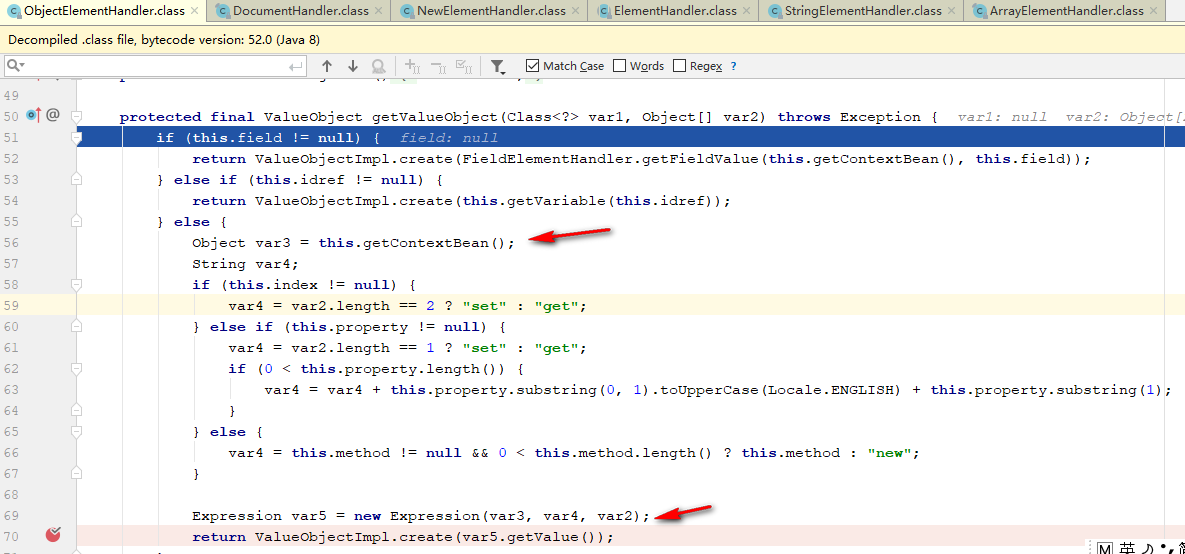 ObjectElementHandler.class × DocumentHandler.class × NewElementHandler.class × ElementHandler.class × StringElementHandler.class × ArrayElementHandler.class ×
Decompiled .class file, bytecode version: 52.0 (Java 8)
Match Case Words Regex ?
49
50 protected final ValueObject getValueObject(Class<?> var1, Object[] var2) throws Exception { var1: null var2: Object[
51 if (this.field != null) { field: null
52 return ValueObjectImpl.create(FieldElementHandler.getFieldValue(this.getContextBean(), this.field));
53 } else if (this.idref != null) {
54 return ValueObjectImpl.create(this.getVariable(this.idref));
55 } else {
56 Object var3 = this.getContextBean();
57 String var4;
58 if (this.index != null) {
59 var4 = var2.length == 2 ? "set" : "get";
60 } else if (this.property != null) {
61 var4 = var2.length == 1 ? "set" : "get";
62 if (0 < this.property.length()) {
63 var4 = var4 + this.property.substring(0, 1).toUpperCase(Locale.ENGLISH) + this.property.substring(1);
64 }
65 } else {
66 var4 = this.method != null && 0 < this.method.length() ? this.method : "new";
67 }
68
69 Expression var5 = new Expression(var3, var4, var2);
70 return ValueObjectImpl.create(var5.getValue());
M 英